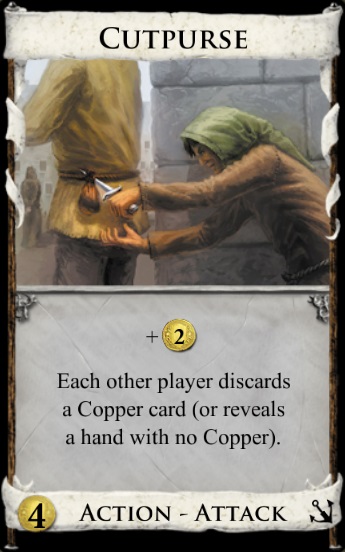 CUTPURSE
+ 2
Each other player discards
a Copper card (or reveals
a hand with no Copper).
4 ACTION - ATTACK